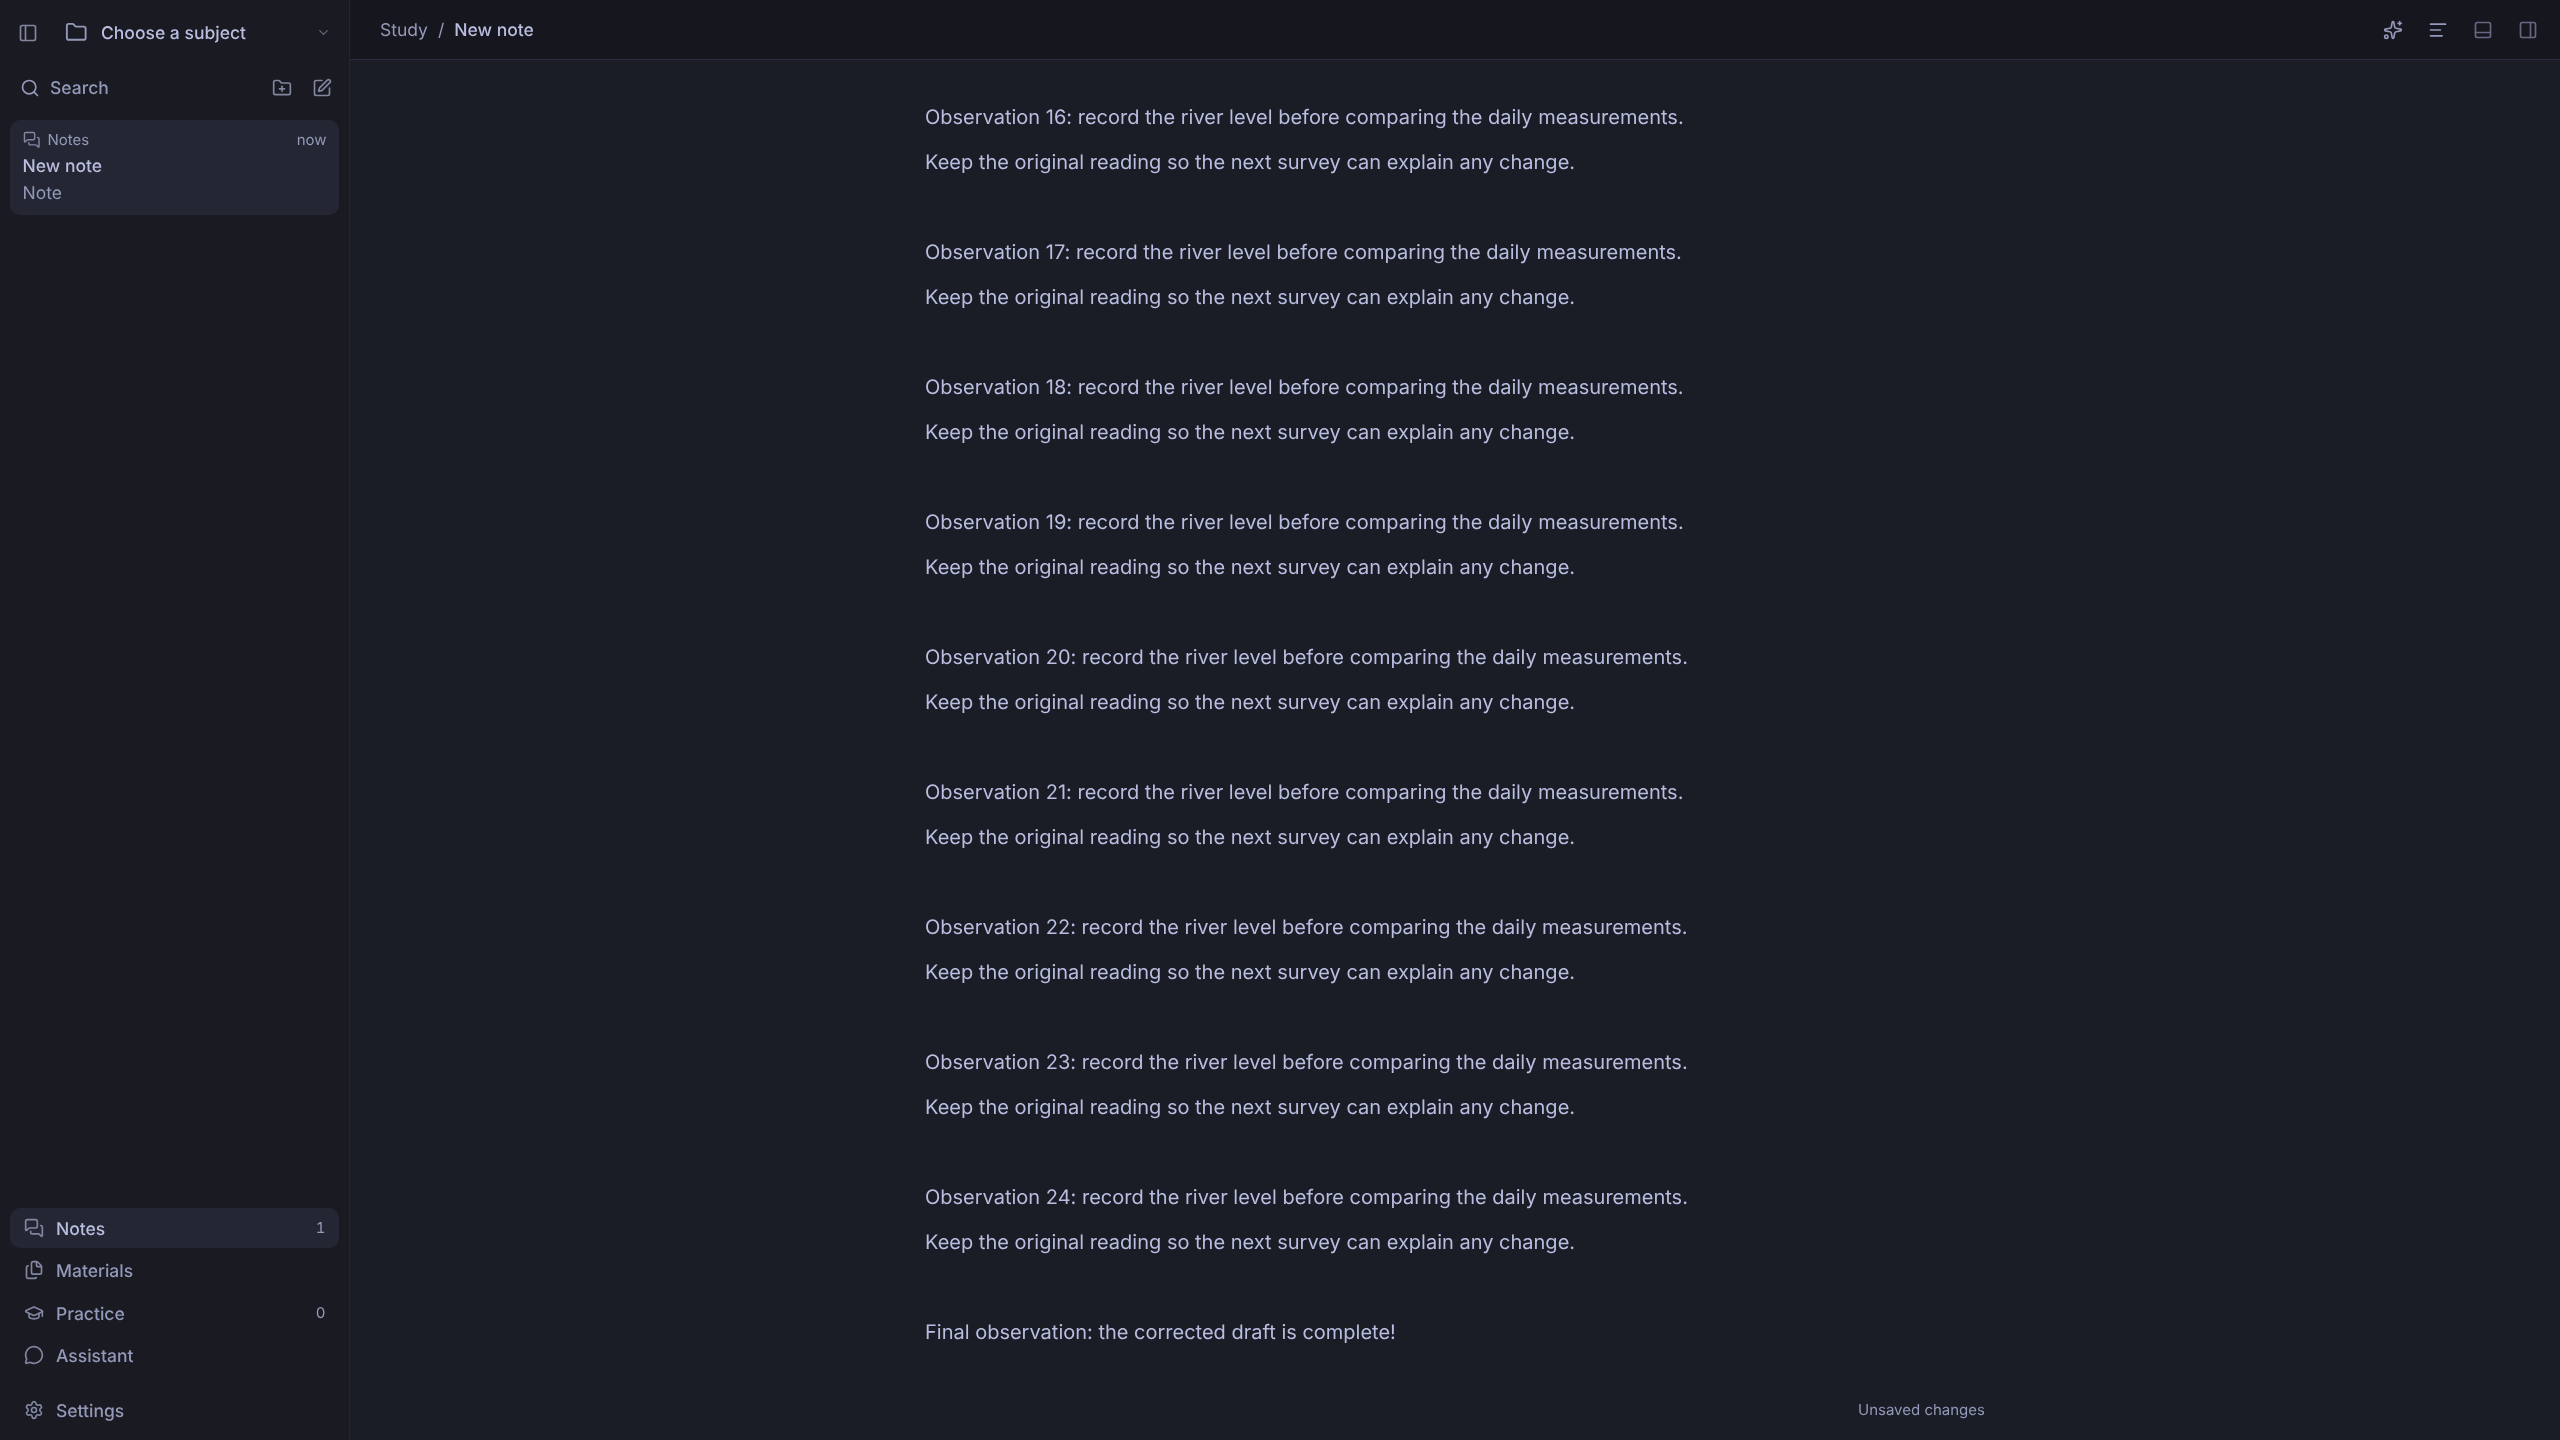 Choose a subject
Search
Notes now
New note
Note
Notes 1
Materials
Practice 0
Assistant
Settings
Study / New note
Observation 16: record the river level before comparing the daily measurements.
Keep the original reading so the next survey can explain any change.
Observation 17: record the river level before comparing the daily measurements.
Keep the original reading so the next survey can explain any change.
Observation 18: record the river level before comparing the daily measurements.
Keep the original reading so the next survey can explain any change.
Observation 19: record the river level before comparing the daily measurements.
Keep the original reading so the next survey can explain any change.
Observation 20: record the river level before comparing the daily measurements.
Keep the original reading so the next survey can explain any change.
Observation 21: record the river level before comparing the daily measurements.
Keep the original reading so the next survey can explain any change.
Observation 22: record the river level before comparing the daily measurements.
Keep the original reading so the next survey can explain any change.
Observation 23: record the river level before comparing the daily measurements.
Keep the original reading so the next survey can explain any change.
Observation 24: record the river level before comparing the daily measurements.
Keep the original reading so the next survey can explain any change.
Final observation: the corrected draft is complete!
Unsaved changes